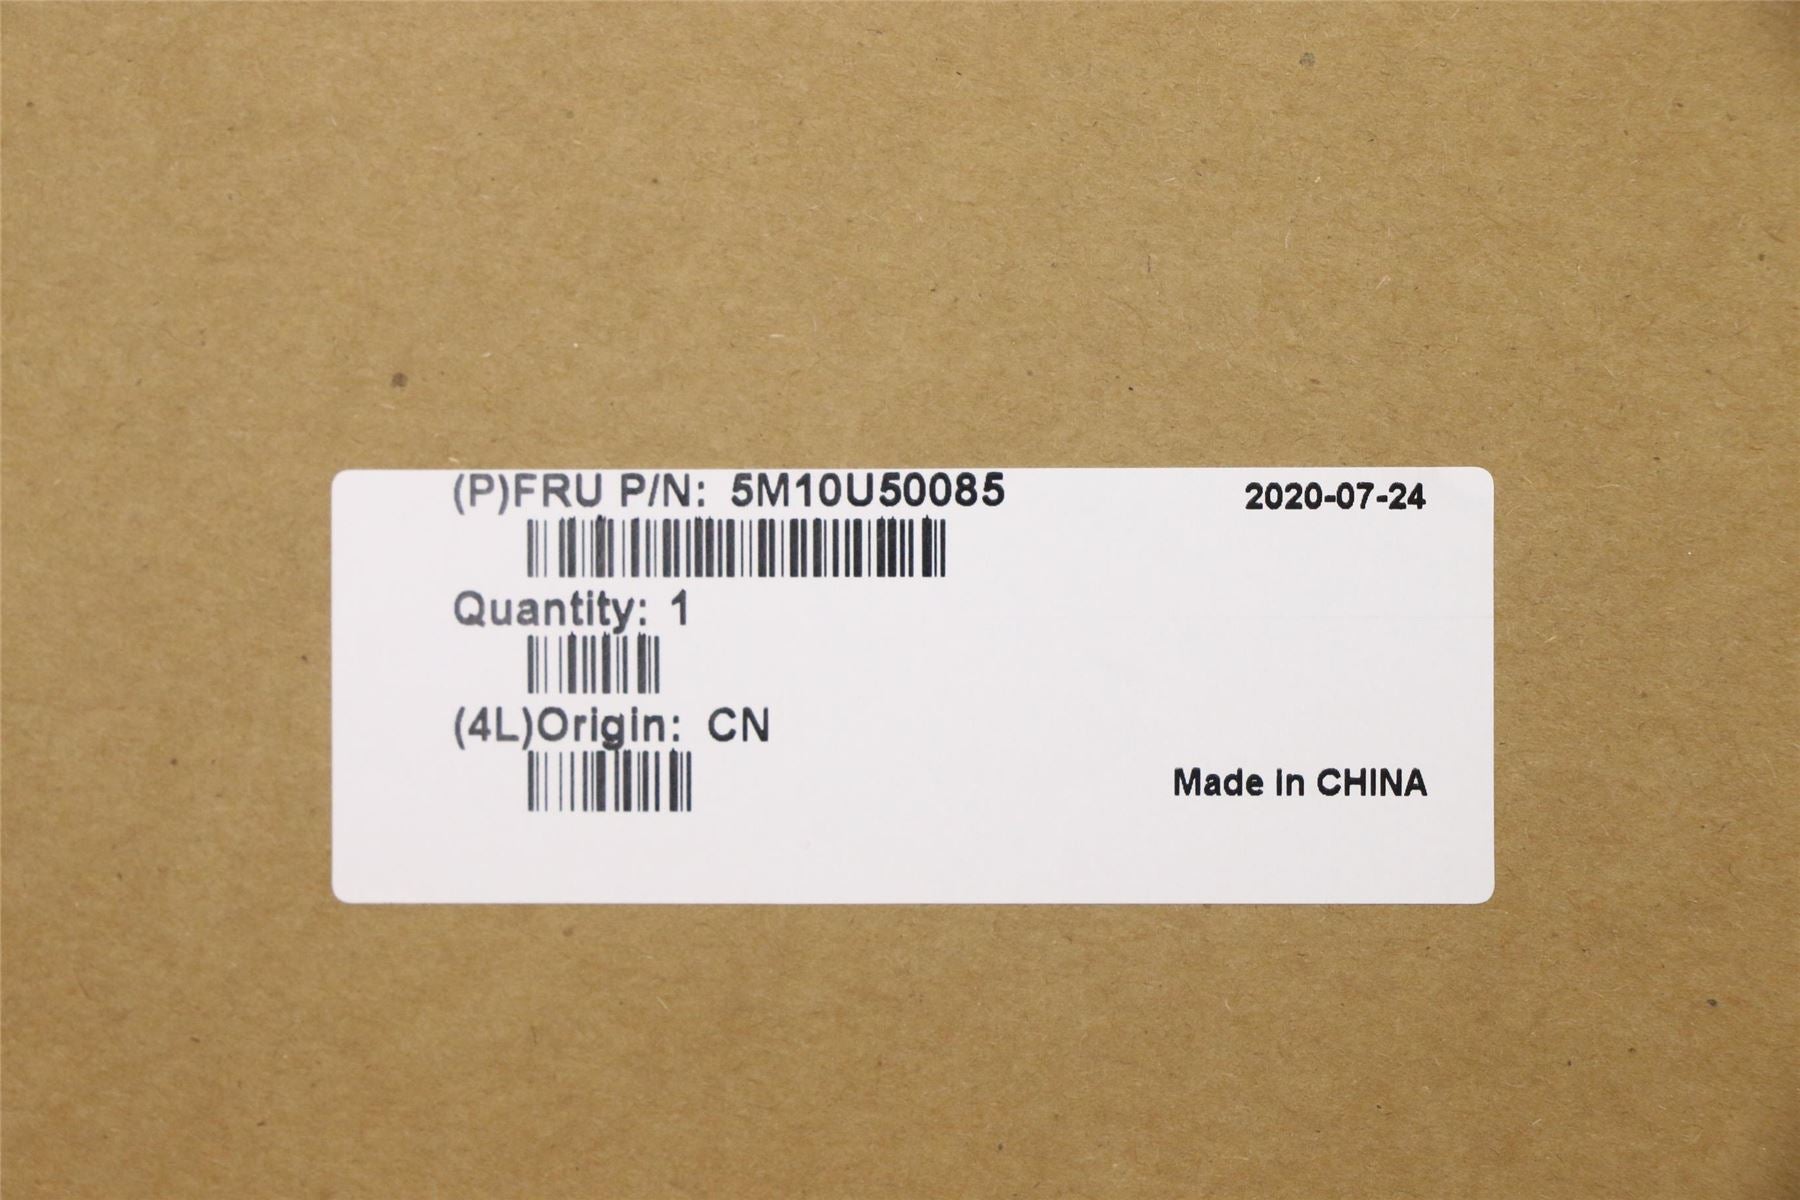 (P)FRU P/N: 5M10U50085
2020-07-24
Quantity: 1
(4L)Origin: CN
Made In CHINA